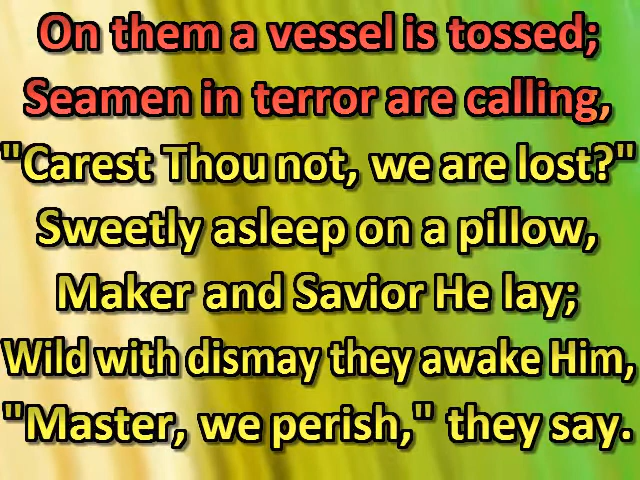 On them a vessel is tossed;
Seamen in terror are calling,
"Carest Thou not, we are lost?"
Sweetly asleep on a pillow,
Maker and Savior He lay;
Wild with dismay they awake Him,
"Master, we perish," they say.